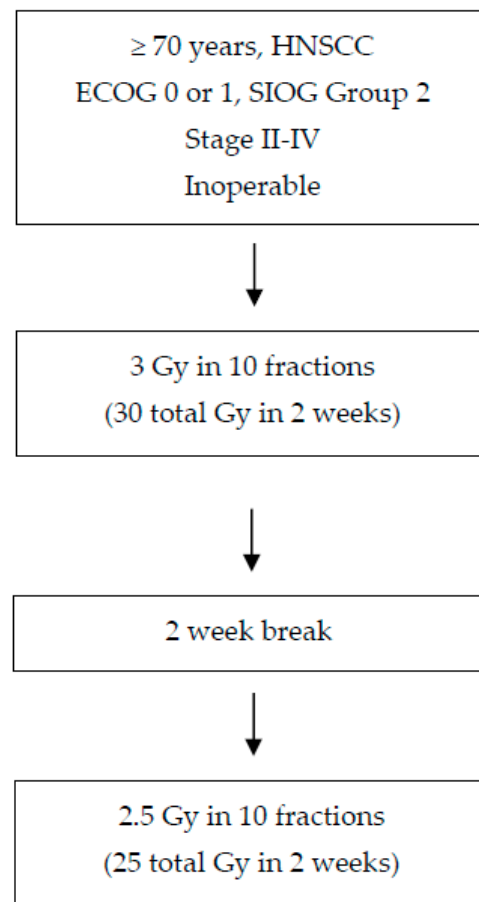 ≥ 70 years, HNSCC
ECOG 0 or 1, SIOG Group 2
Stage II-IV
Inoperable
3 Gy in 10 fractions
(30 total Gy in 2 weeks)
2 week break
2.5 Gy in 10 fractions
(25 total Gy in 2 weeks)